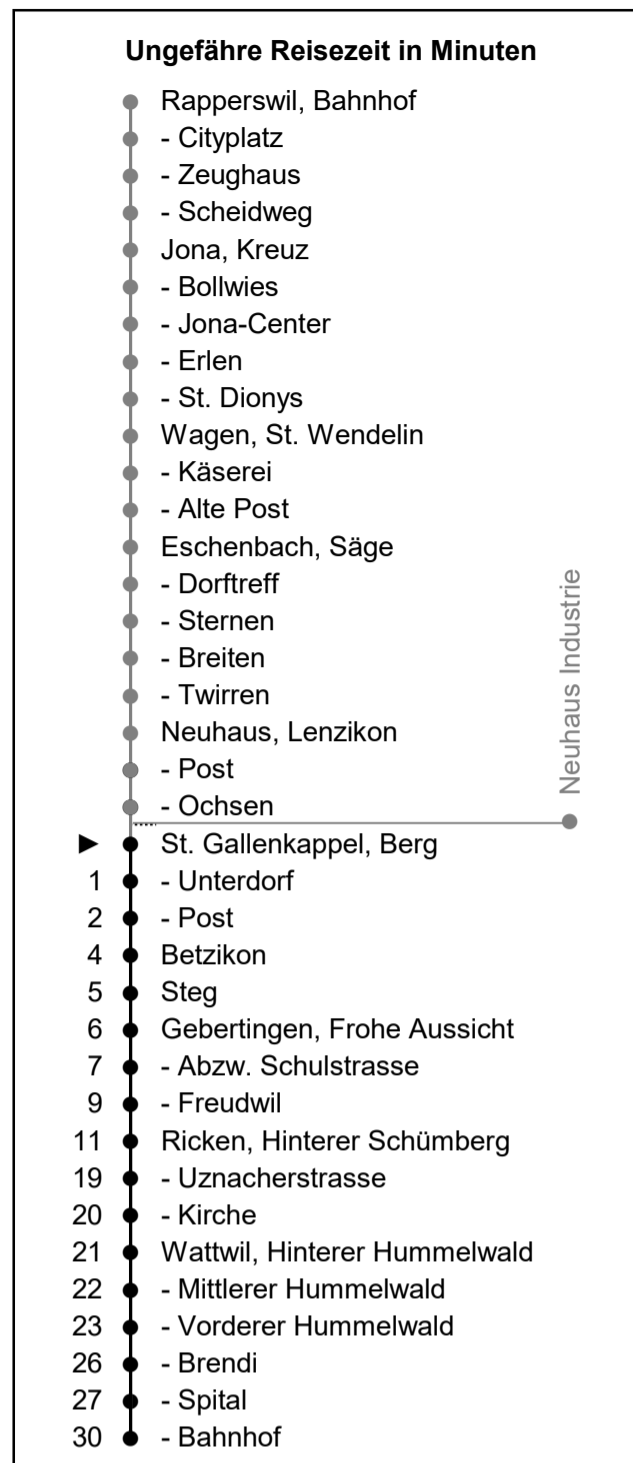 Ungefähre Reisezeit in Minuten
Rapperswil, Bahnhof
- Cityplatz
- Zeughaus
- Scheidweg
Jona, Kreuz
- Bollwies
- Jona-Center
- Erlen
- St. Dionys
Wagen, St. Wendelin
- Käserei
- Alte Post
Eschenbach, Säge
- Dorftreff
- Sternen
- Breiten
- Twirren
Neuhaus, Lenzikon
- Post
- Ochsen
Neuhaus Industrie
► St. Gallenkappel, Berg
1 - Unterdorf
2 - Post
4 Betzikon
5 Steg
6 Gebertingen, Frohe Aussicht
7 - Abzw. Schulstrasse
9 - Freudwil
11 Ricken, Hinterer Schümberg
19 - Uznacherstrasse
20 - Kirche
21 Wattwil, Hinterer Hummelwald
22 - Mittlerer Hummelwald
23 - Vorderer Hummelwald
26 - Brendi
27 - Spital
30 - Bahnhof